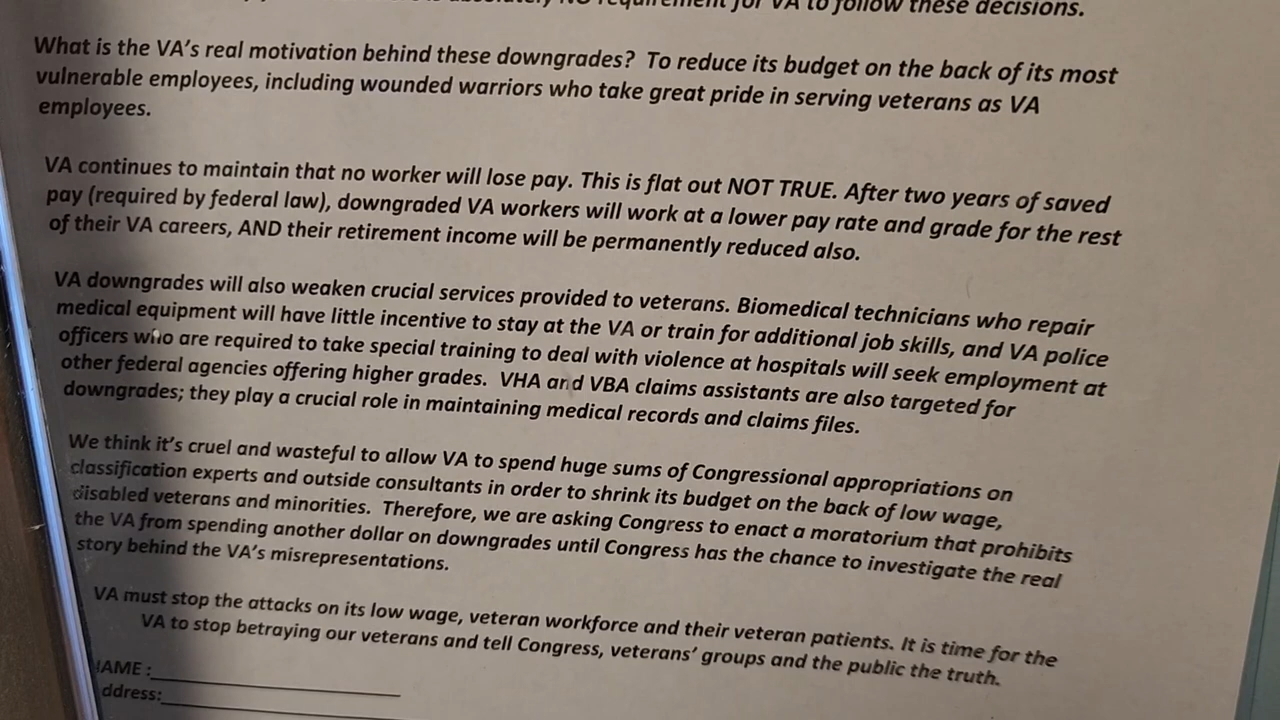 NO requirement for VA to follow these decisions.
What is the VA's real motivation behind these downgrades? To reduce its budget on the back of its most
vulnerable employees, including wounded warriors who take great pride in serving veterans as VA
employees.
VA continues to maintain that no worker will lose pay. This is flat out NOT TRUE. After two years of saved
pay (required by federal law), downgraded VA workers will work at a lower pay rate and grade for the rest
of their VA careers, AND their retirement income will be permanently reduced also.
VA downgrades will also weaken crucial services provided to veterans. Biomedical technicians who repair
medical equipment will have little incentive to stay at the VA or train for additional job skills, and VA police
officers who are required to take special training to deal with violence at hospitals will seek employment at
other federal agencies offering higher grades. VHA and VBA claims assistants are also targeted for
downgrades; they play a crucial role in maintaining medical records and claims files.
We think it's cruel and wasteful to allow VA to spend huge sums of Congressional appropriations on
classification experts and outside consultants in order to shrink its budget on the back of low wage,
disabled veterans and minorities. Therefore, we are asking Congress to enact a moratorium that prohibits
the VA from spending another dollar on downgrades until Congress has the chance to investigate the real
story behind the VA's misrepresentations.
VA must stop the attacks on its low wage, veteran workforce and their veteran patients. It is time for the
VA to stop betraying our veterans and tell Congress, veterans' groups and the public the truth.
NAME :
ddress: